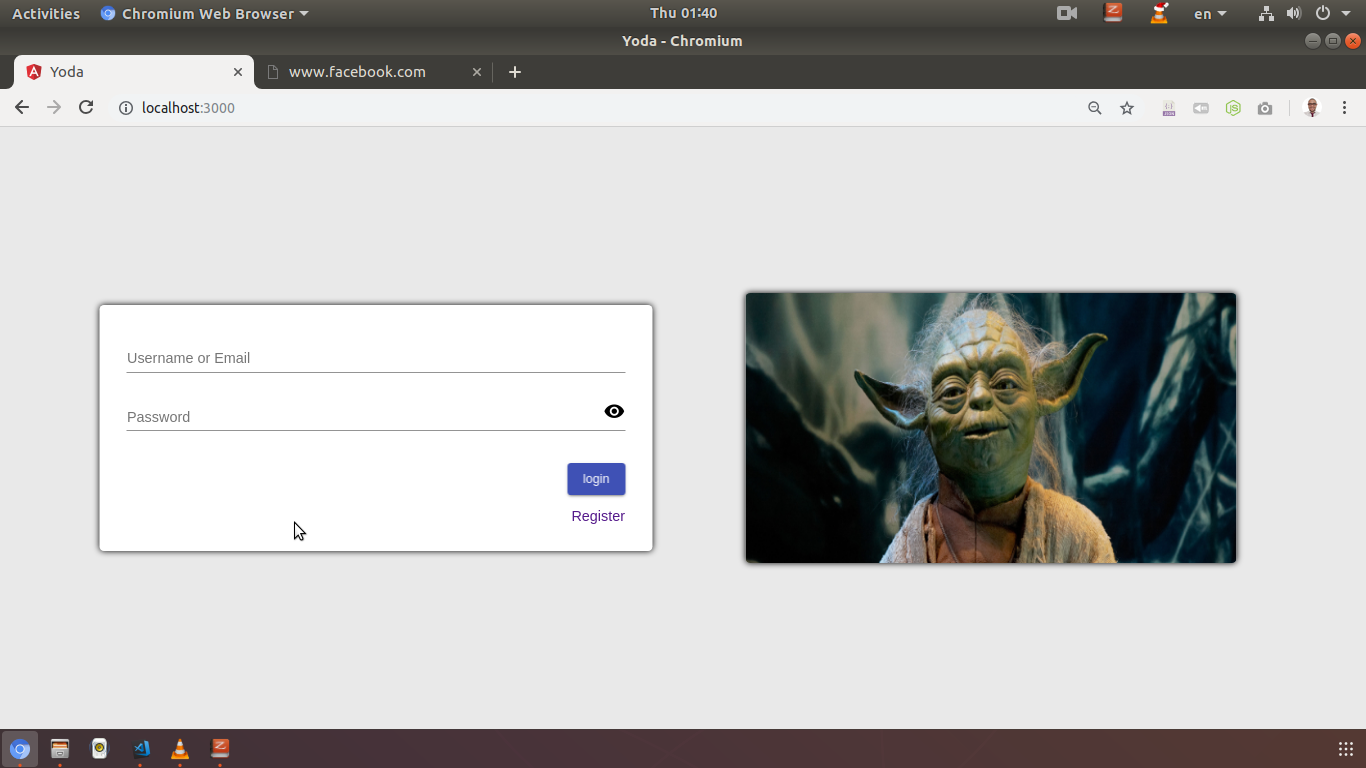 Activities Chromium Web Browser Thu 01:40 en
Yoda - Chromium
Yoda www.facebook.com
localhost:3000
Username or Email
Password
login
Register